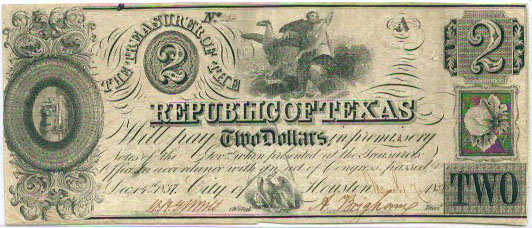 No.
A
THE TREASURER OF THE
2
2
REPUBLIC OF TEXAS
Will pay Two Dollars in promissory
Notes of the Govt. when presented at the Treasurer's
Office in accordance with an act of Congress passed
Decr. 1837. City of Houston
TWO
A Brigham